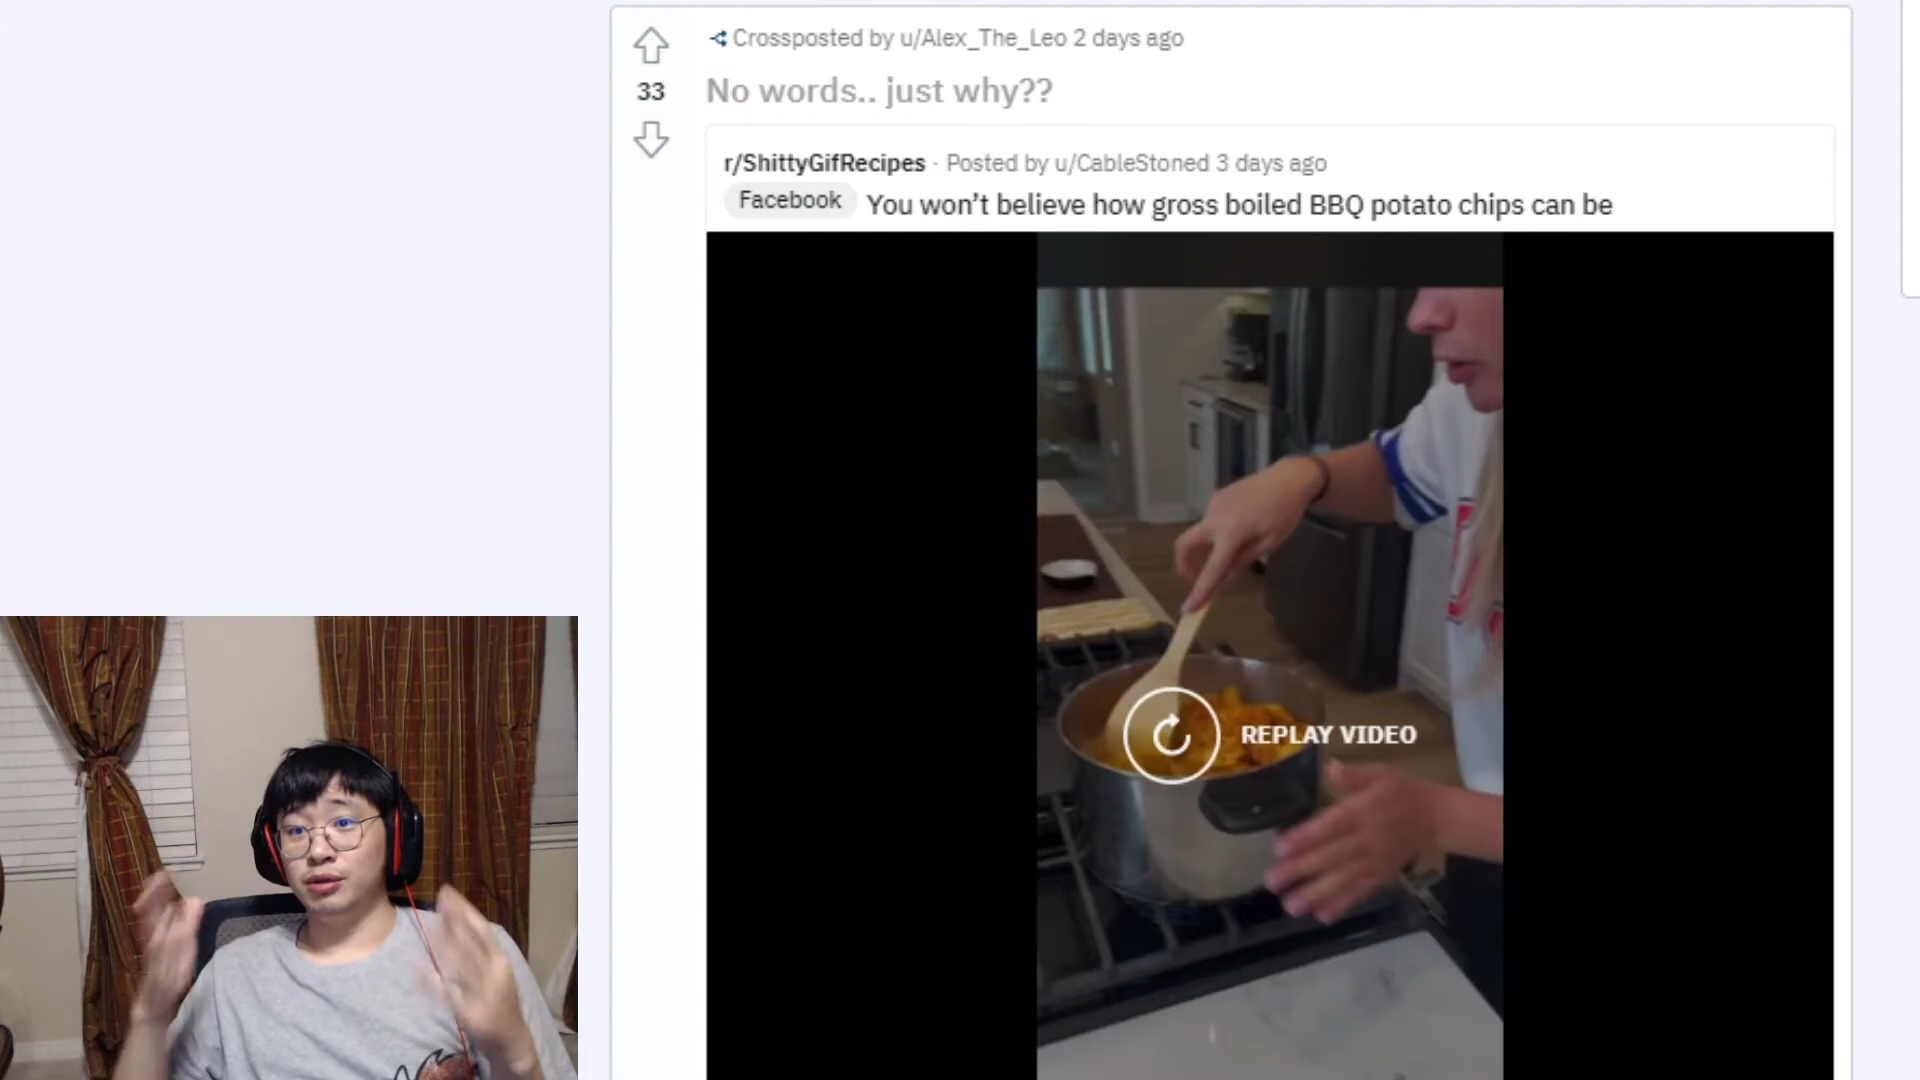 Crossposted by u/Alex_The_Leo 2 days ago
33
No words.. just why??
r/ShittyGifRecipes · Posted by u/CableStoned 3 days ago
Facebook You won’t believe how gross boiled BBQ potato chips can be
REPLAY VIDEO